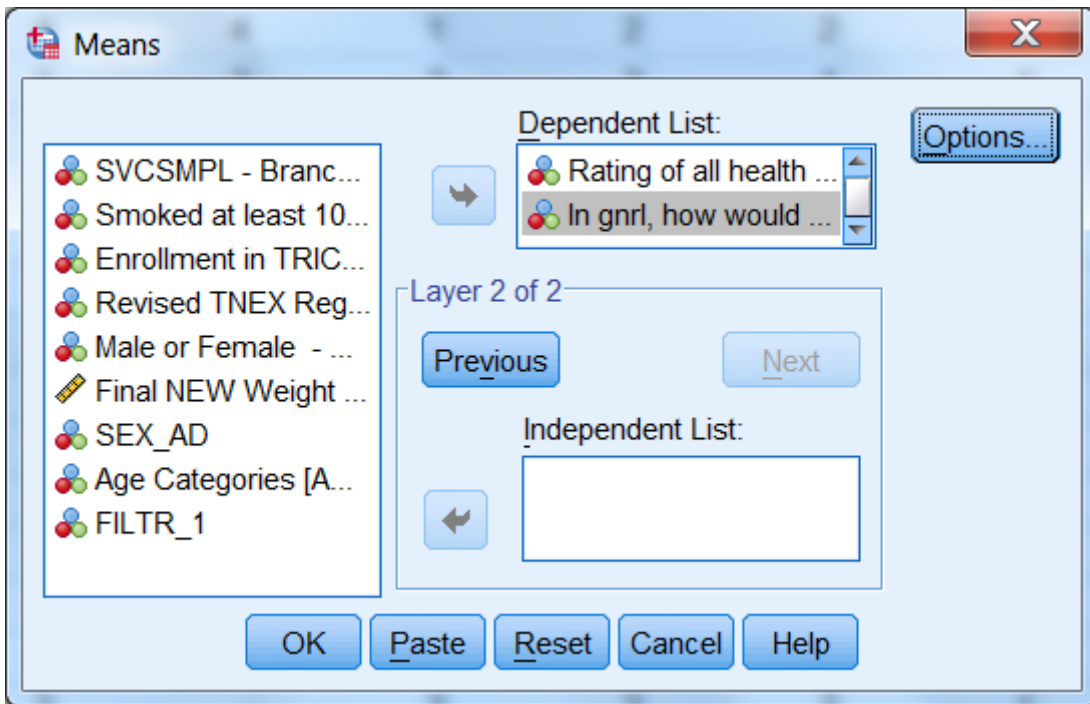 Means
Dependent List:
Options...
SVCSMPL - Branc...
Smoked at least 10...
Enrollment in TRIC...
Revised TNEX Reg...
Male or Female - ...
Final NEW Weight ...
SEX_AD
Age Categories [A...
FILTR_1
Rating of all health ...
In gnrl, how would ...
Layer 2 of 2
Previous
Next
Independent List:
OK
Paste
Reset
Cancel
Help